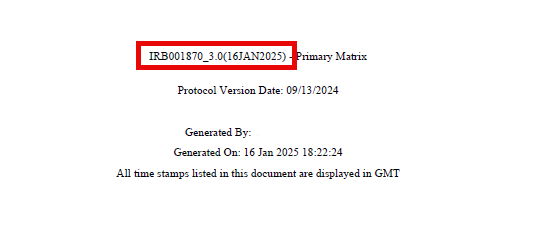 IRB001870_3.0(16JAN2025) - Primary Matrix
Protocol Version Date: 09/13/2024
Generated By:
Generated On: 16 Jan 2025 18:22:24
All time stamps listed in this document are displayed in GMT